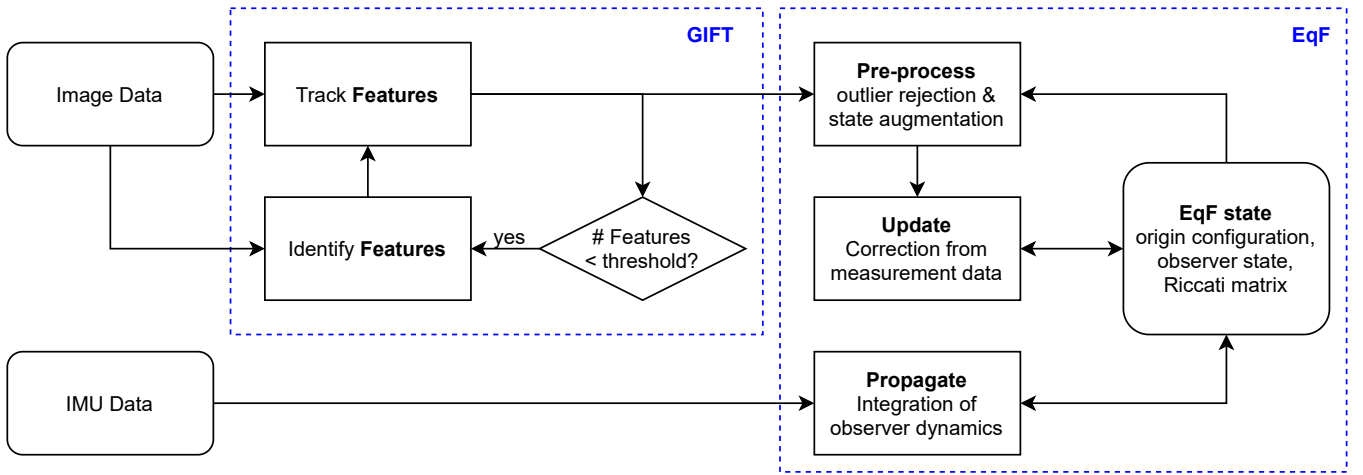 GIFT
EqF
Image Data
Track Features
Pre-process
outlier rejection &
state augmentation
Identify Features
yes
# Features
< threshold?
Update
Correction from
measurement data
EqF state
origin configuration,
observer state,
Riccati matrix
IMU Data
Propagate
Integration of
observer dynamics